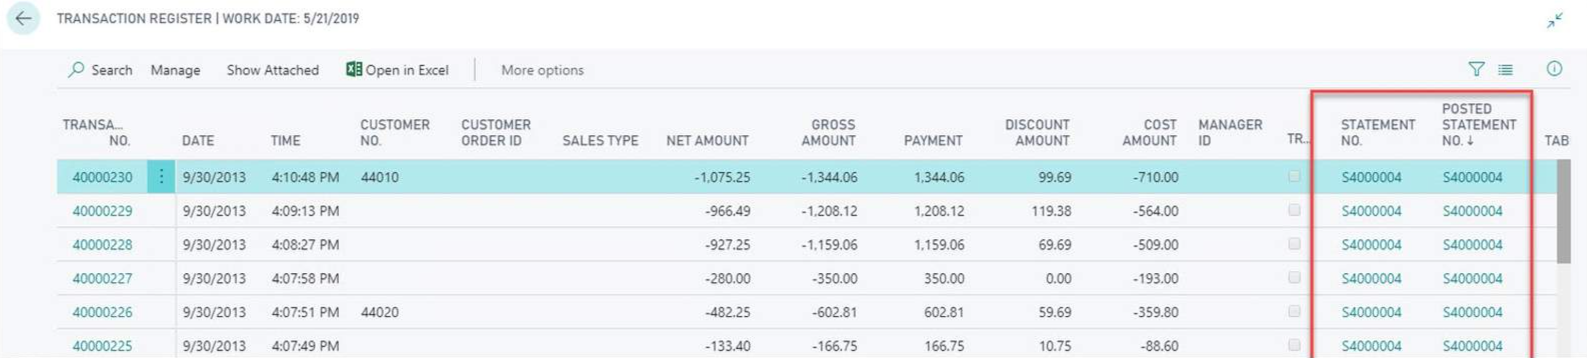 TRANSACTION REGISTER | WORK DATE: 5/21/2019
Search Manage Show Attached Open in Excel More options
TRANSA... NO. DATE TIME CUSTOMER NO. CUSTOMER ORDER ID SALES TYPE NET AMOUNT GROSS AMOUNT PAYMENT DISCOUNT AMOUNT COST AMOUNT MANAGER ID TR... STATEMENT NO. POSTED STATEMENT NO. ↓ TAB
40000230 9/30/2013 4:10:48 PM 44010 -1,075.25 -1,344.06 1,344.06 99.69 -710.00 S4000004 S4000004
40000229 9/30/2013 4:09:13 PM -966.49 -1,208.12 1,208.12 119.38 -564.00 S4000004 S4000004
40000228 9/30/2013 4:08:27 PM -927.25 -1,159.06 1,159.06 69.69 -509.00 S4000004 S4000004
40000227 9/30/2013 4:07:58 PM -280.00 -350.00 350.00 0.00 -193.00 S4000004 S4000004
40000226 9/30/2013 4:07:51 PM 44020 -482.25 -602.81 602.81 59.69 -359.80 S4000004 S4000004
40000225 9/30/2013 4:07:49 PM -133.40 -166.75 166.75 10.75 -88.60 S4000004 S4000004